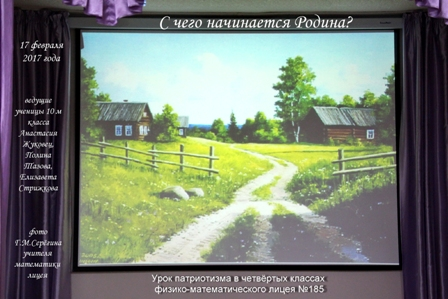 С чего начинается Родина?
17 февраля
2017 года
ведущие
ученицы 10 м
класса
Анастасия
Жуковец,
Полина
Тазова,
Елизавета
Стрижкова
фото
Г.М.Серёгина
учителя
математики
лицея
Урок патриотизма в четвёртых классах
физико-математического лицея №185